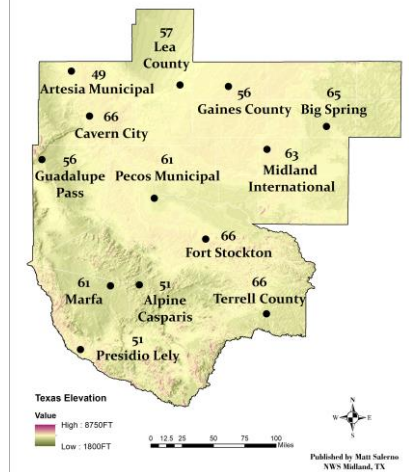 57
Lea
County
49
Artesia Municipal
56
Gaines County
65
Big Spring
66
Cavern City
56
Guadalupe
Pass
61
Pecos Municipal
63
Midland
International
66
Fort Stockton
61
Marfa
51
Alpine
Casparis
66
Terrell County
51
Presidio Lely
Texas Elevation
Value
High : 8750FT
Low : 1800FT
0 12.5 25 50 75 100
Miles
N
W E
S
Published by Matt Salerno
NWS Midland, TX